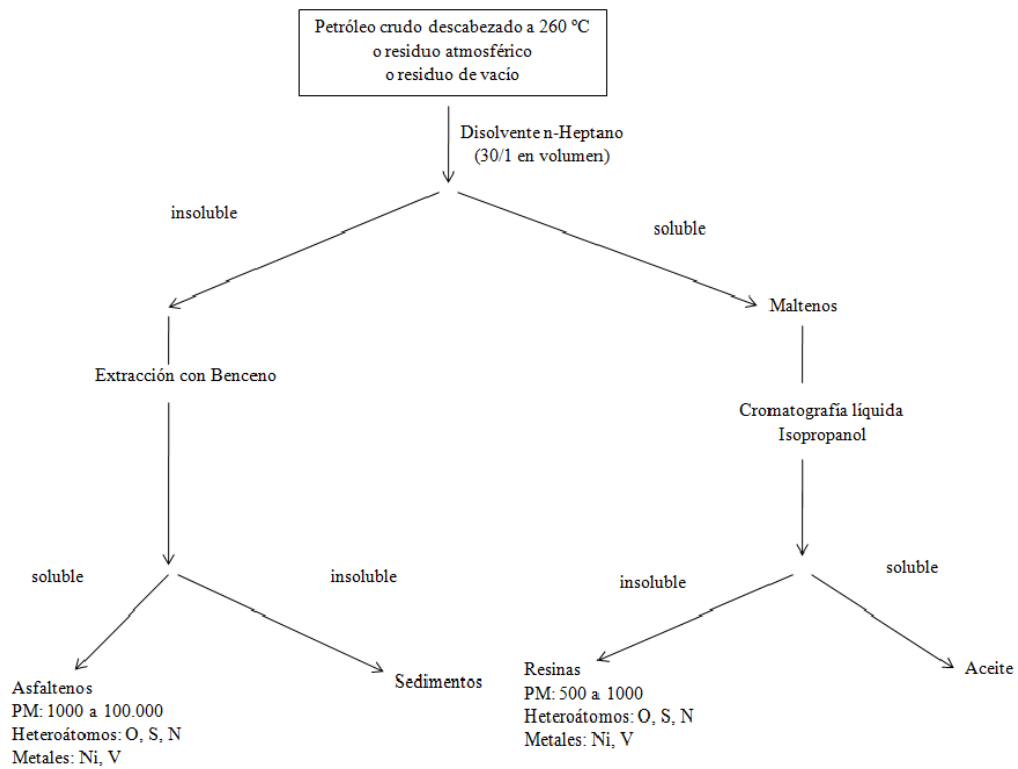 Petróleo crudo descabezado a 260 ºC
o residuo atmosférico
o residuo de vacío
Disolvente n-Heptano
(30/1 en volumen)
insoluble
soluble
Maltenos
Extracción con Benceno
Cromatografía líquida
Isopropanol
soluble
insoluble
insoluble
soluble
Asfaltenos
PM: 1000 a 100.000
Heteroátomos: O, S, N
Metales: Ni, V
Sedimentos
Resinas
PM: 500 a 1000
Heteroátomos: O, S, N
Metales: Ni, V
Aceite